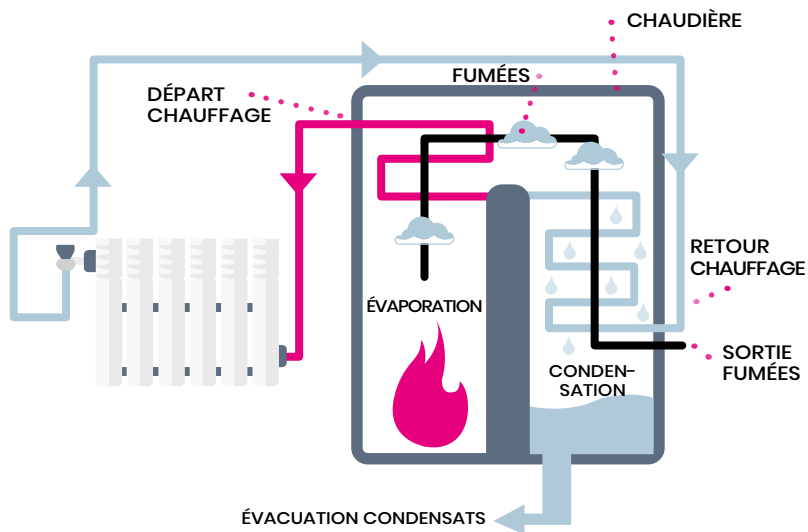 CHAUDIÈRE
FUMÉES
DÉPART
CHAUFFAGE
RETOUR
CHAUFFAGE
ÉVAPORATION
SORTIE
FUMÉES
CONDEN-
SATION
ÉVACUATION CONDENSATS